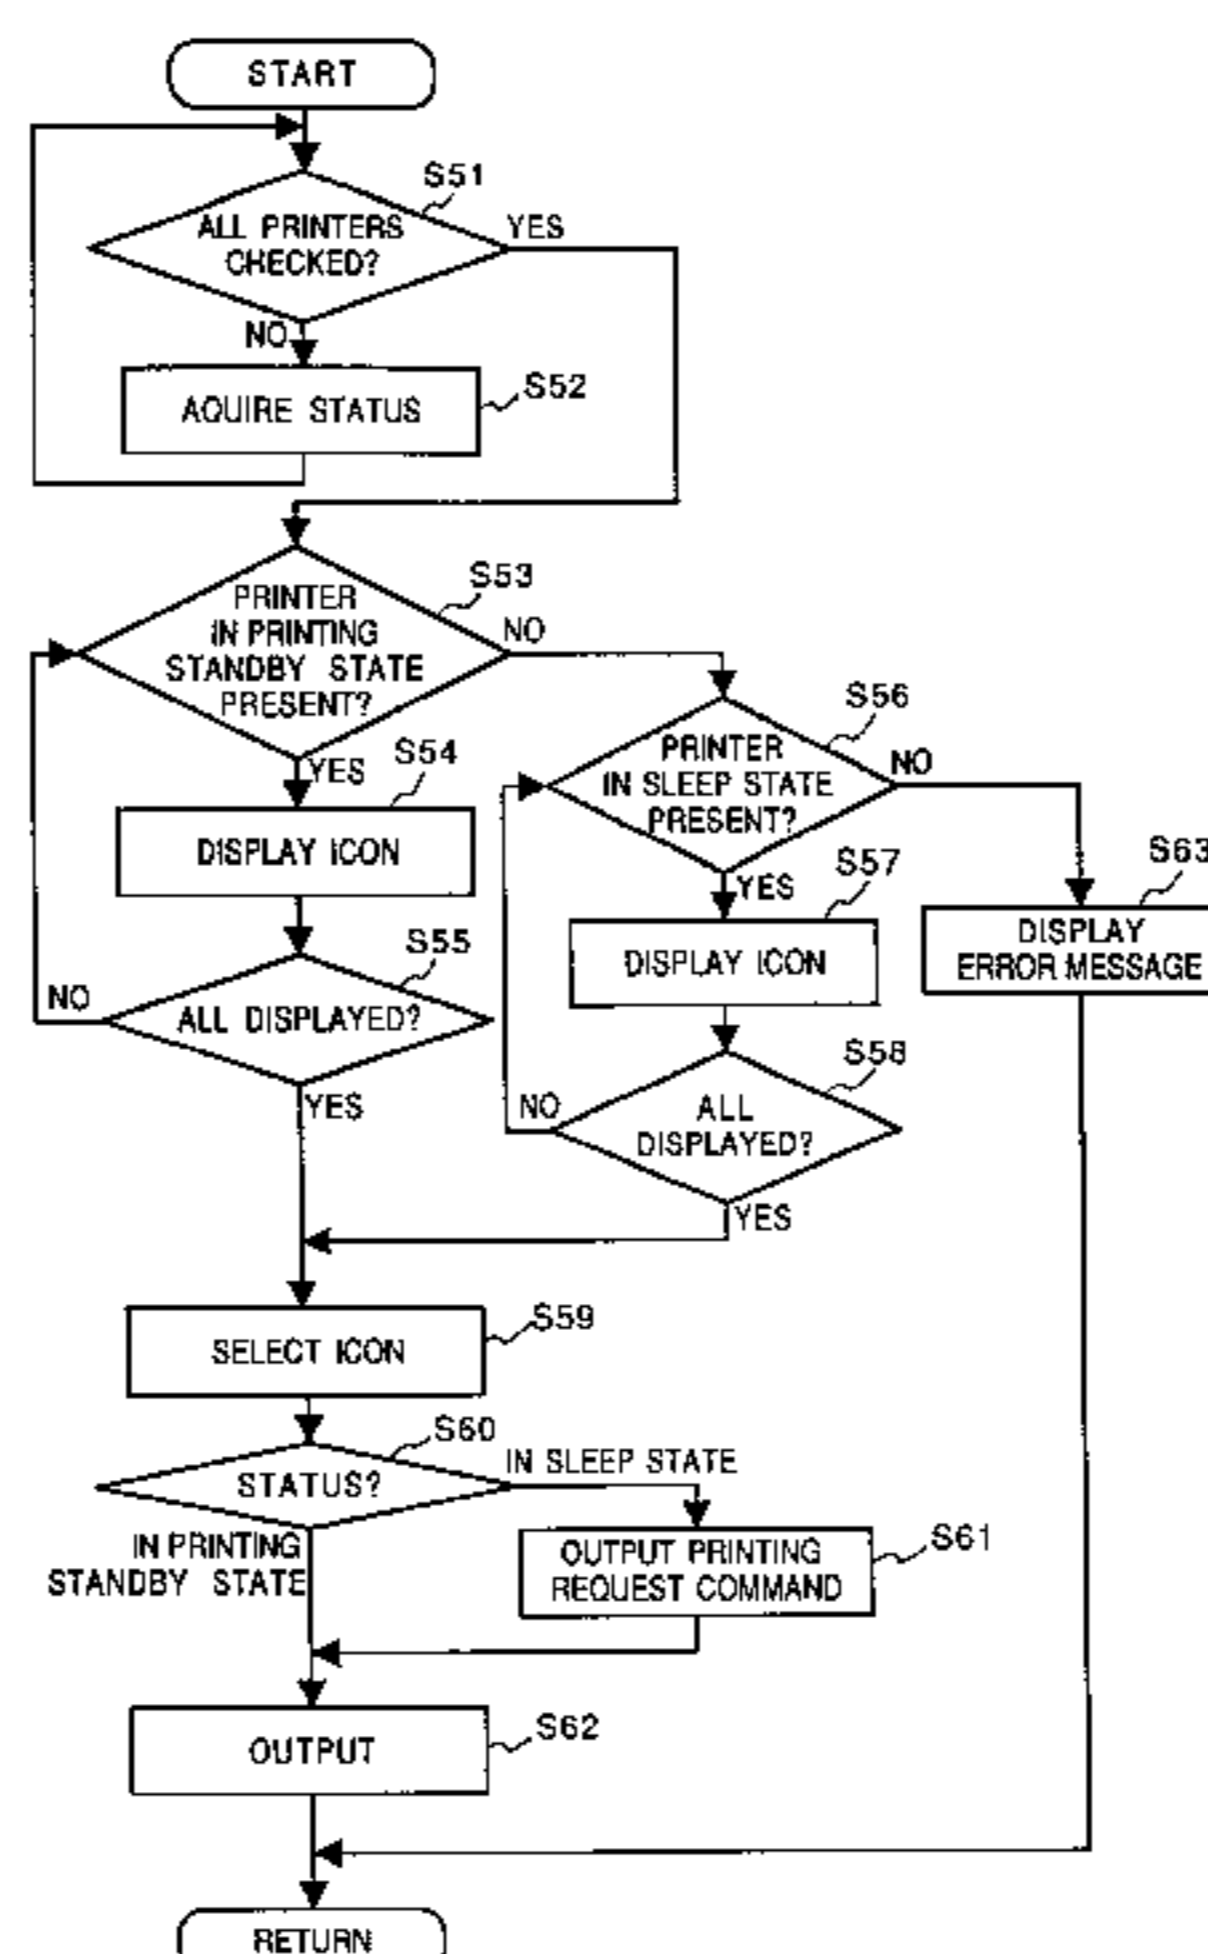 START
S51
ALL PRINTERS
CHECKED?
YES
NO
AQUIRE STATUS
S52
S53
PRINTER
IN PRINTING
STANDBY STATE
PRESENT?
NO
YES
S54
DISPLAY ICON
S55
ALL DISPLAYED?
NO
YES
S56
PRINTER
IN SLEEP STATE
PRESENT?
NO
YES
S57
DISPLAY ICON
S58
ALL
DISPLAYED?
NO
YES
S63
DISPLAY
ERROR MESSAGE
S59
SELECT ICON
S60
STATUS?
IN SLEEP STATE
IN PRINTING
STANDBY STATE
OUTPUT PRINTING
REQUEST COMMAND
S61
OUTPUT
S62
RETURN